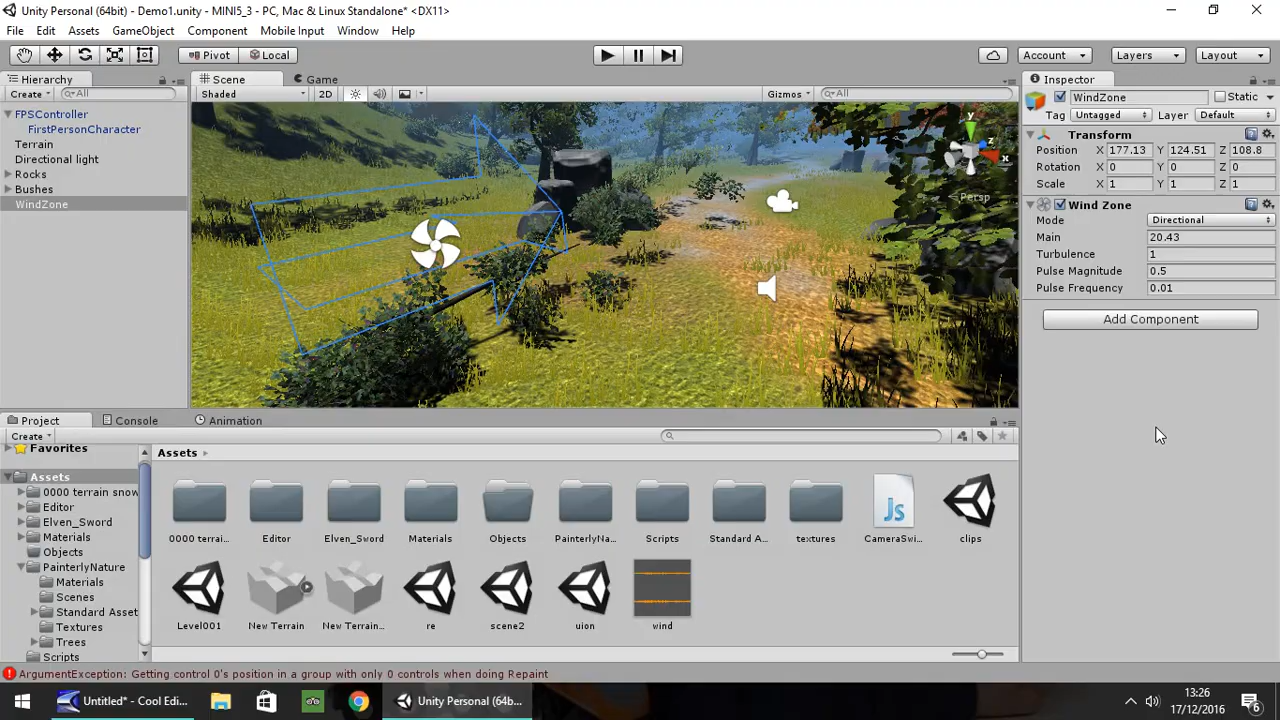 Unity Personal (64bit) - Demo1.unity - MINI5_3 - PC, Mac & Linux Standalone* <DX11>
File Edit Assets GameObject Component Mobile Input Window Help
Pivot Local Account Layers Layout
Hierarchy
Create All
FPSController
FirstPersonCharacter
Terrain
Directional light
Rocks
Bushes
WindZone
Scene Game
Shaded 2D Gizmos All
y
z
x
Persp
Inspector
WindZone Static
Tag Untagged Layer Default
Transform
Position X 177.13 Y 124.51 Z 108.8
Rotation X 0 Y 0 Z 0
Scale X 1 Y 1 Z 1
Wind Zone
Mode Directional
Main 20.43
Turbulence 1
Pulse Magnitude 0.5
Pulse Frequency 0.01
Add Component
Project Console Animation
Create
Favorites
Assets
0000 terrain snow
Editor
Elven_Sword
Materials
Objects
PainterlyNature
Materials
Scenes
Standard Asset
Textures
Trees
Scripts
Assets
0000 terrai... Editor Elven_Sword Materials Objects PainterlyNa... Scripts Standard A... textures CameraSwi... clips
Js
Level001 New Terrain New Terrain... re scene2 uion wind
ArgumentException: Getting control 0's position in a group with only 0 controls when doing Repaint
Untitled* - Cool Edi... Unity Personal (64b...
13:26
17/12/2016
6